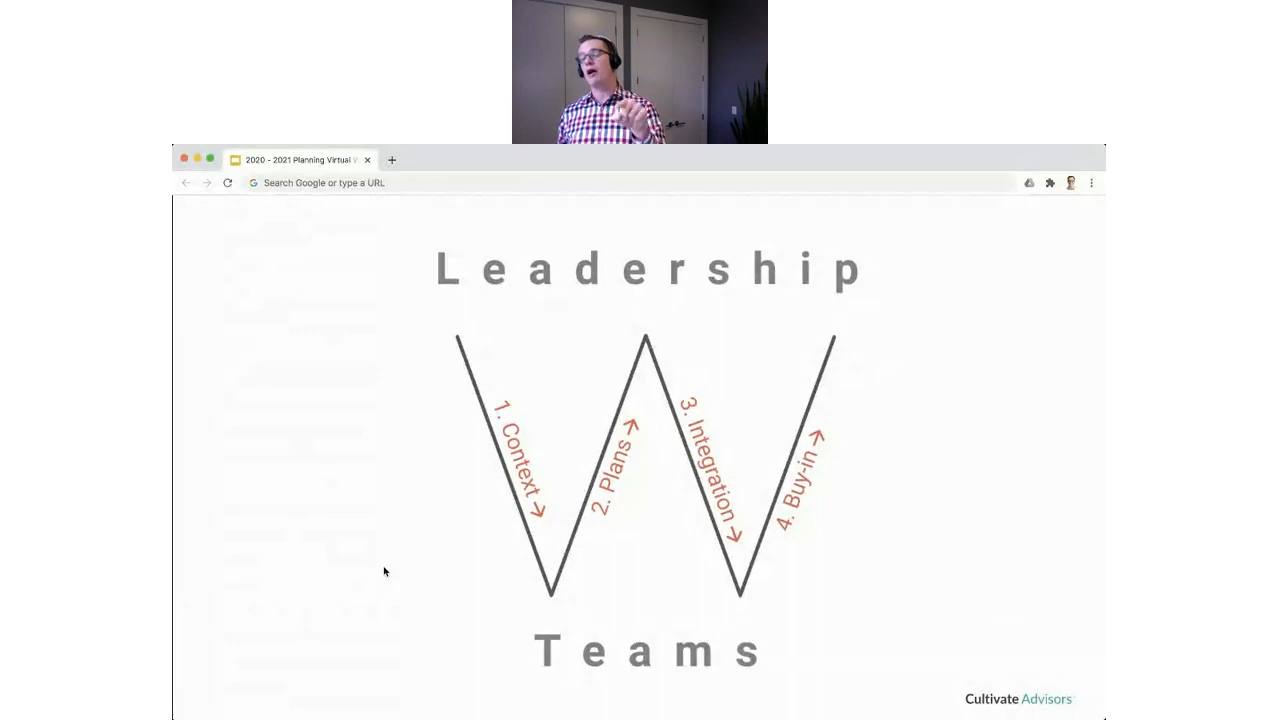 2020 - 2021 Planning Virtual
Search Google or type a URL
Leadership
1. Context →
2. Plans →
3. Integration →
4. Buy-in →
Teams
Cultivate Advisors